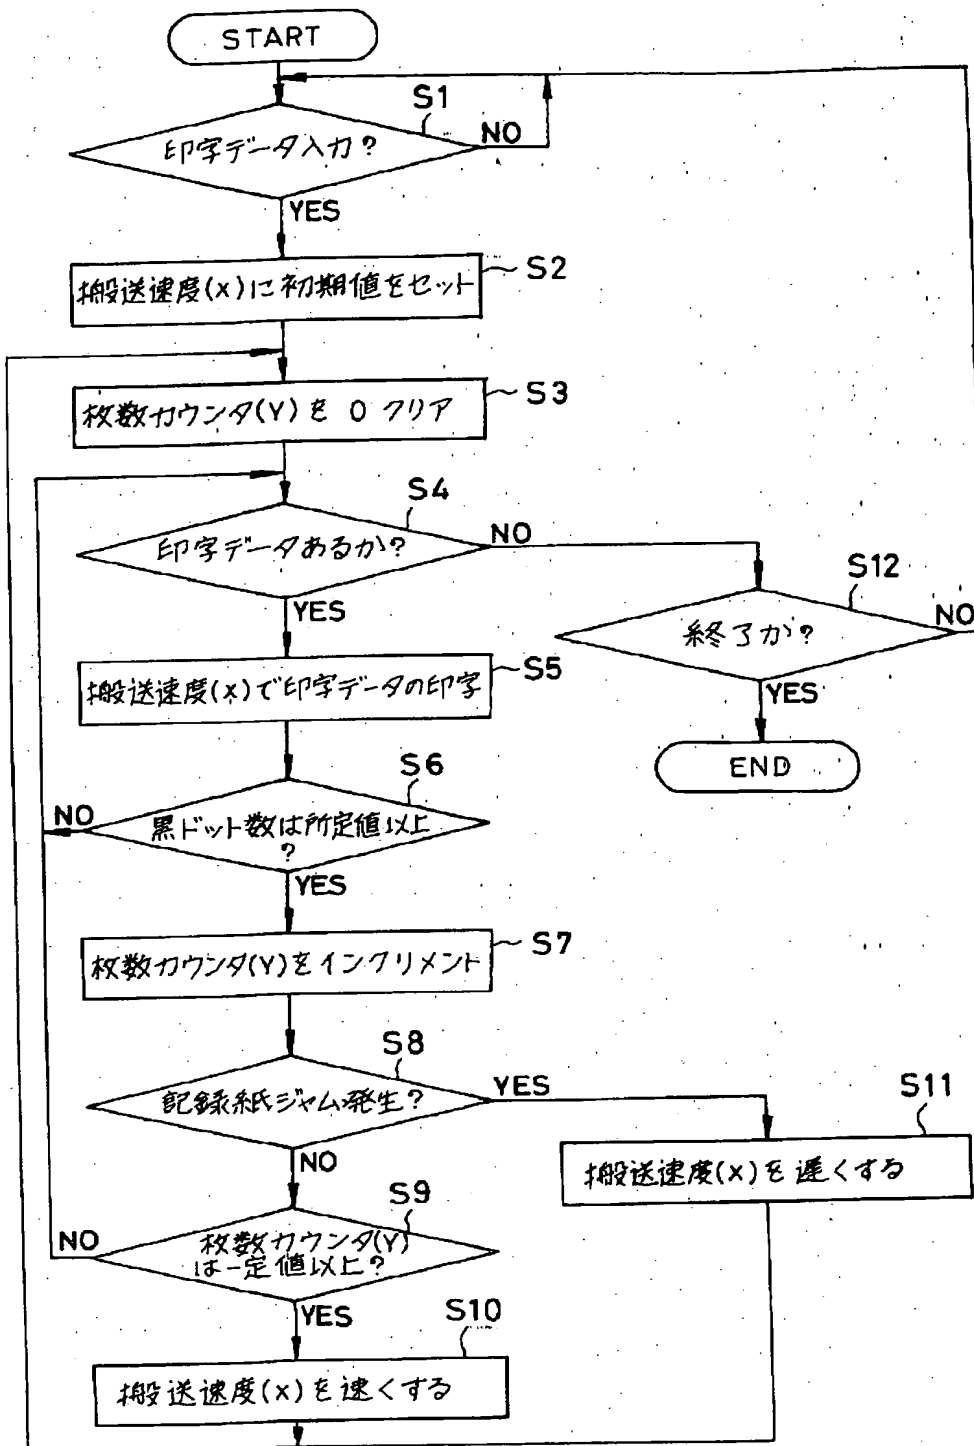 START
S1
印字データ入力?
NO
YES
S2
搬送速度(X)に初期値をセット
S3
枚数カウンタ(Y)を 0 クリア
S4
印字データあるか?
NO
YES
S12
終了か?
NO
YES
END
S5
搬送速度(X)で印字データの印字
S6
黒ドット数は所定値以上
?
NO
YES
S7
枚数カウンタ(Y)をインクリメント
S8
記録紙ジャム発生?
YES
NO
S11
搬送速度(X)を遅くする
S9
枚数カウンタ(Y)
は一定値以上?
NO
YES
S10
搬送速度(X)を速くする